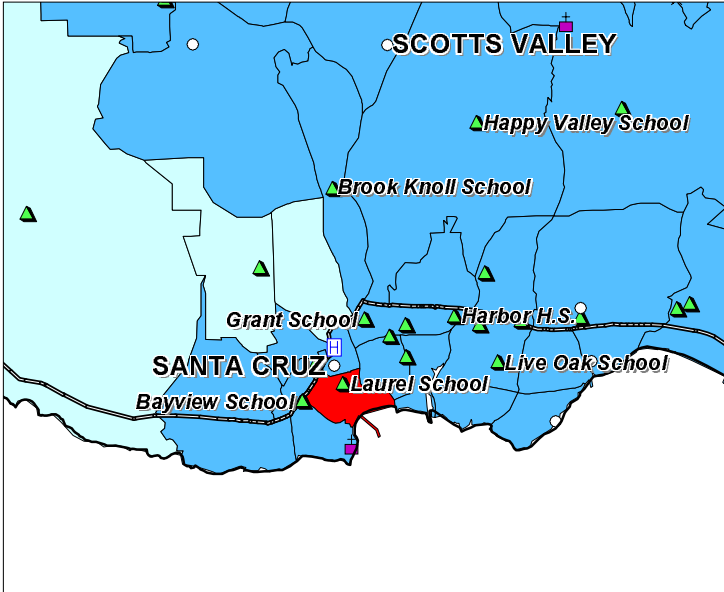 SCOTTS VALLEY
Happy Valley School
Brook Knoll School
Grant School
Harbor H.S.
H
SANTA CRUZ
Live Oak School
Laurel School
Bayview School